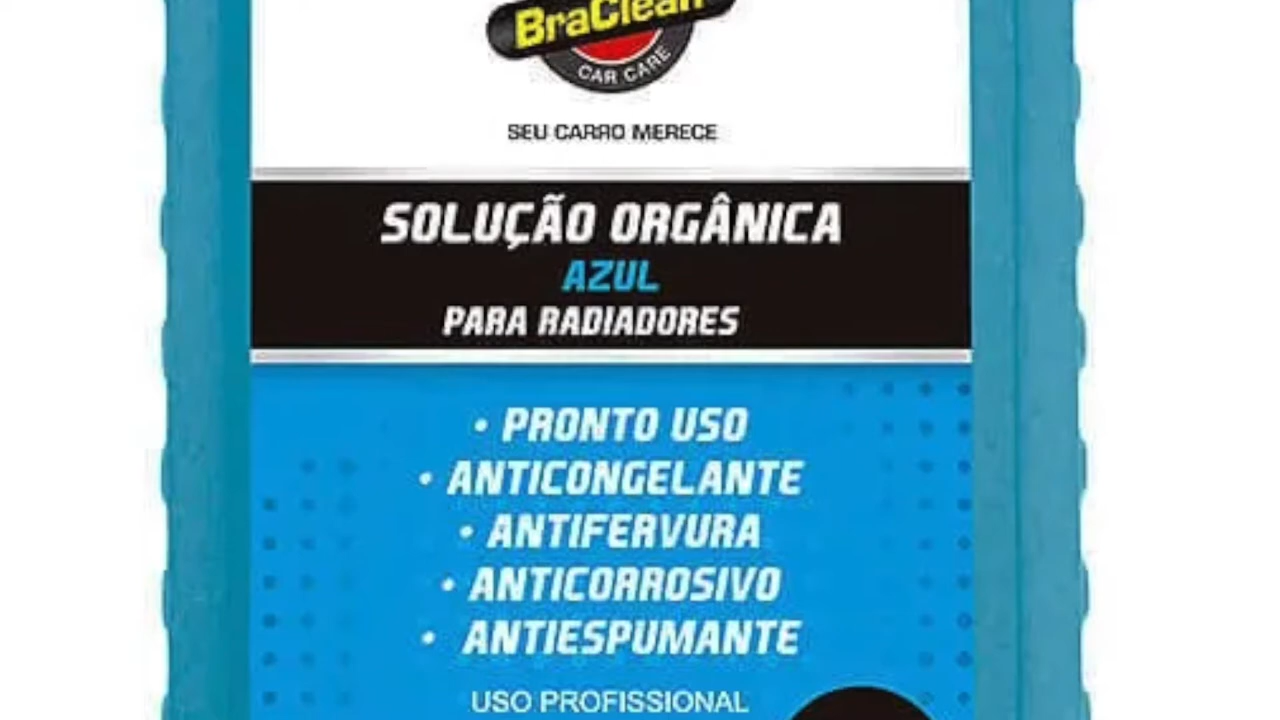 BraClean
CAR CARE
SEU CARRO MERECE
SOLUÇÃO ORGÂNICA
AZUL
PARA RADIADORES
• PRONTO USO
• ANTICONGELANTE
• ANTIFERVURA
• ANTICORROSIVO
• ANTIESPUMANTE
USO PROFISSIONAL